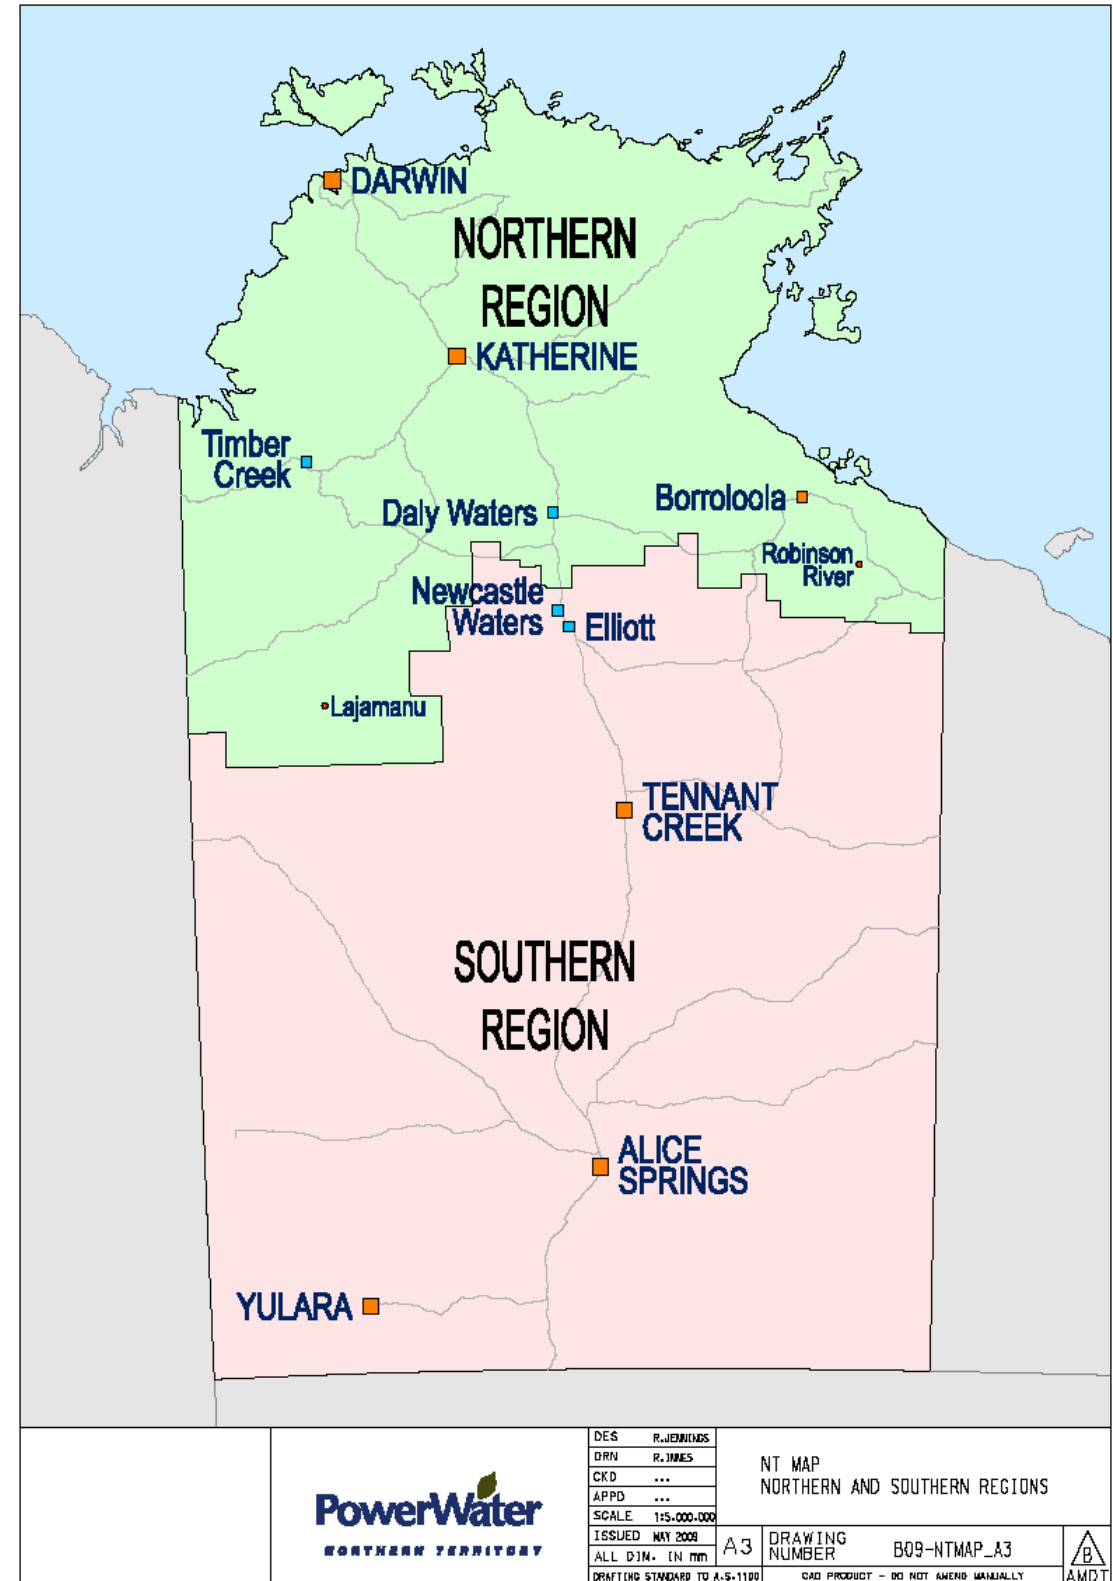 DARWIN
NORTHERN
REGION
KATHERINE
Timber
Creek
Daly Waters
Borroloola
Robinson
River
Newcastle
Waters
Elliott
Lajamanu
TENNANT
CREEK
SOUTHERN
REGION
ALICE
SPRINGS
YULARA
PowerWater
NORTHERN TERRITORY
DES R.JENNINGS
DRN R.INNES
CKD ...
APPD ...
SCALE 1:5.000.000
ISSUED MAY 2009
ALL DIM. IN mm
DRAFTING STANDARD TO A.S.1100
A3
NT MAP
NORTHERN AND SOUTHERN REGIONS
DRAWING
NUMBER
B09-NTMAP_A3
CAD PRODUCT - DO NOT AMEND MANUALLY
B
AMDT